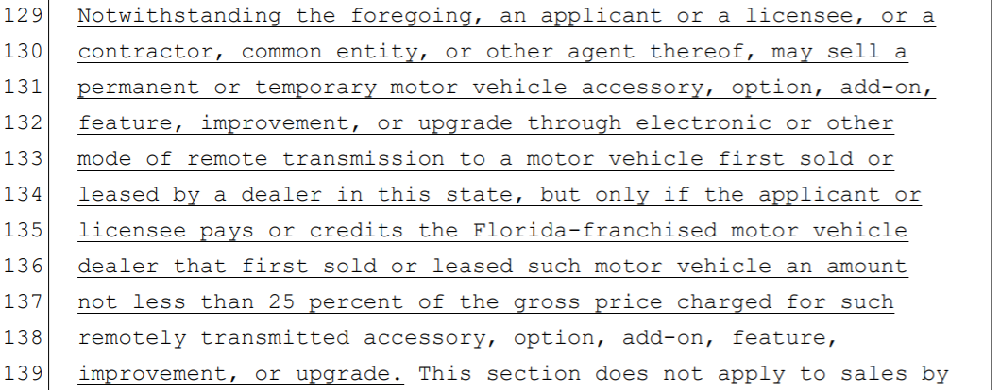 129 Notwithstanding the foregoing, an applicant or a licensee, or a
130 contractor, common entity, or other agent thereof, may sell a
131 permanent or temporary motor vehicle accessory, option, add-on,
132 feature, improvement, or upgrade through electronic or other
133 mode of remote transmission to a motor vehicle first sold or
134 leased by a dealer in this state, but only if the applicant or
135 licensee pays or credits the Florida-franchised motor vehicle
136 dealer that first sold or leased such motor vehicle an amount
137 not less than 25 percent of the gross price charged for such
138 remotely transmitted accessory, option, add-on, feature,
139 improvement, or upgrade. This section does not apply to sales by